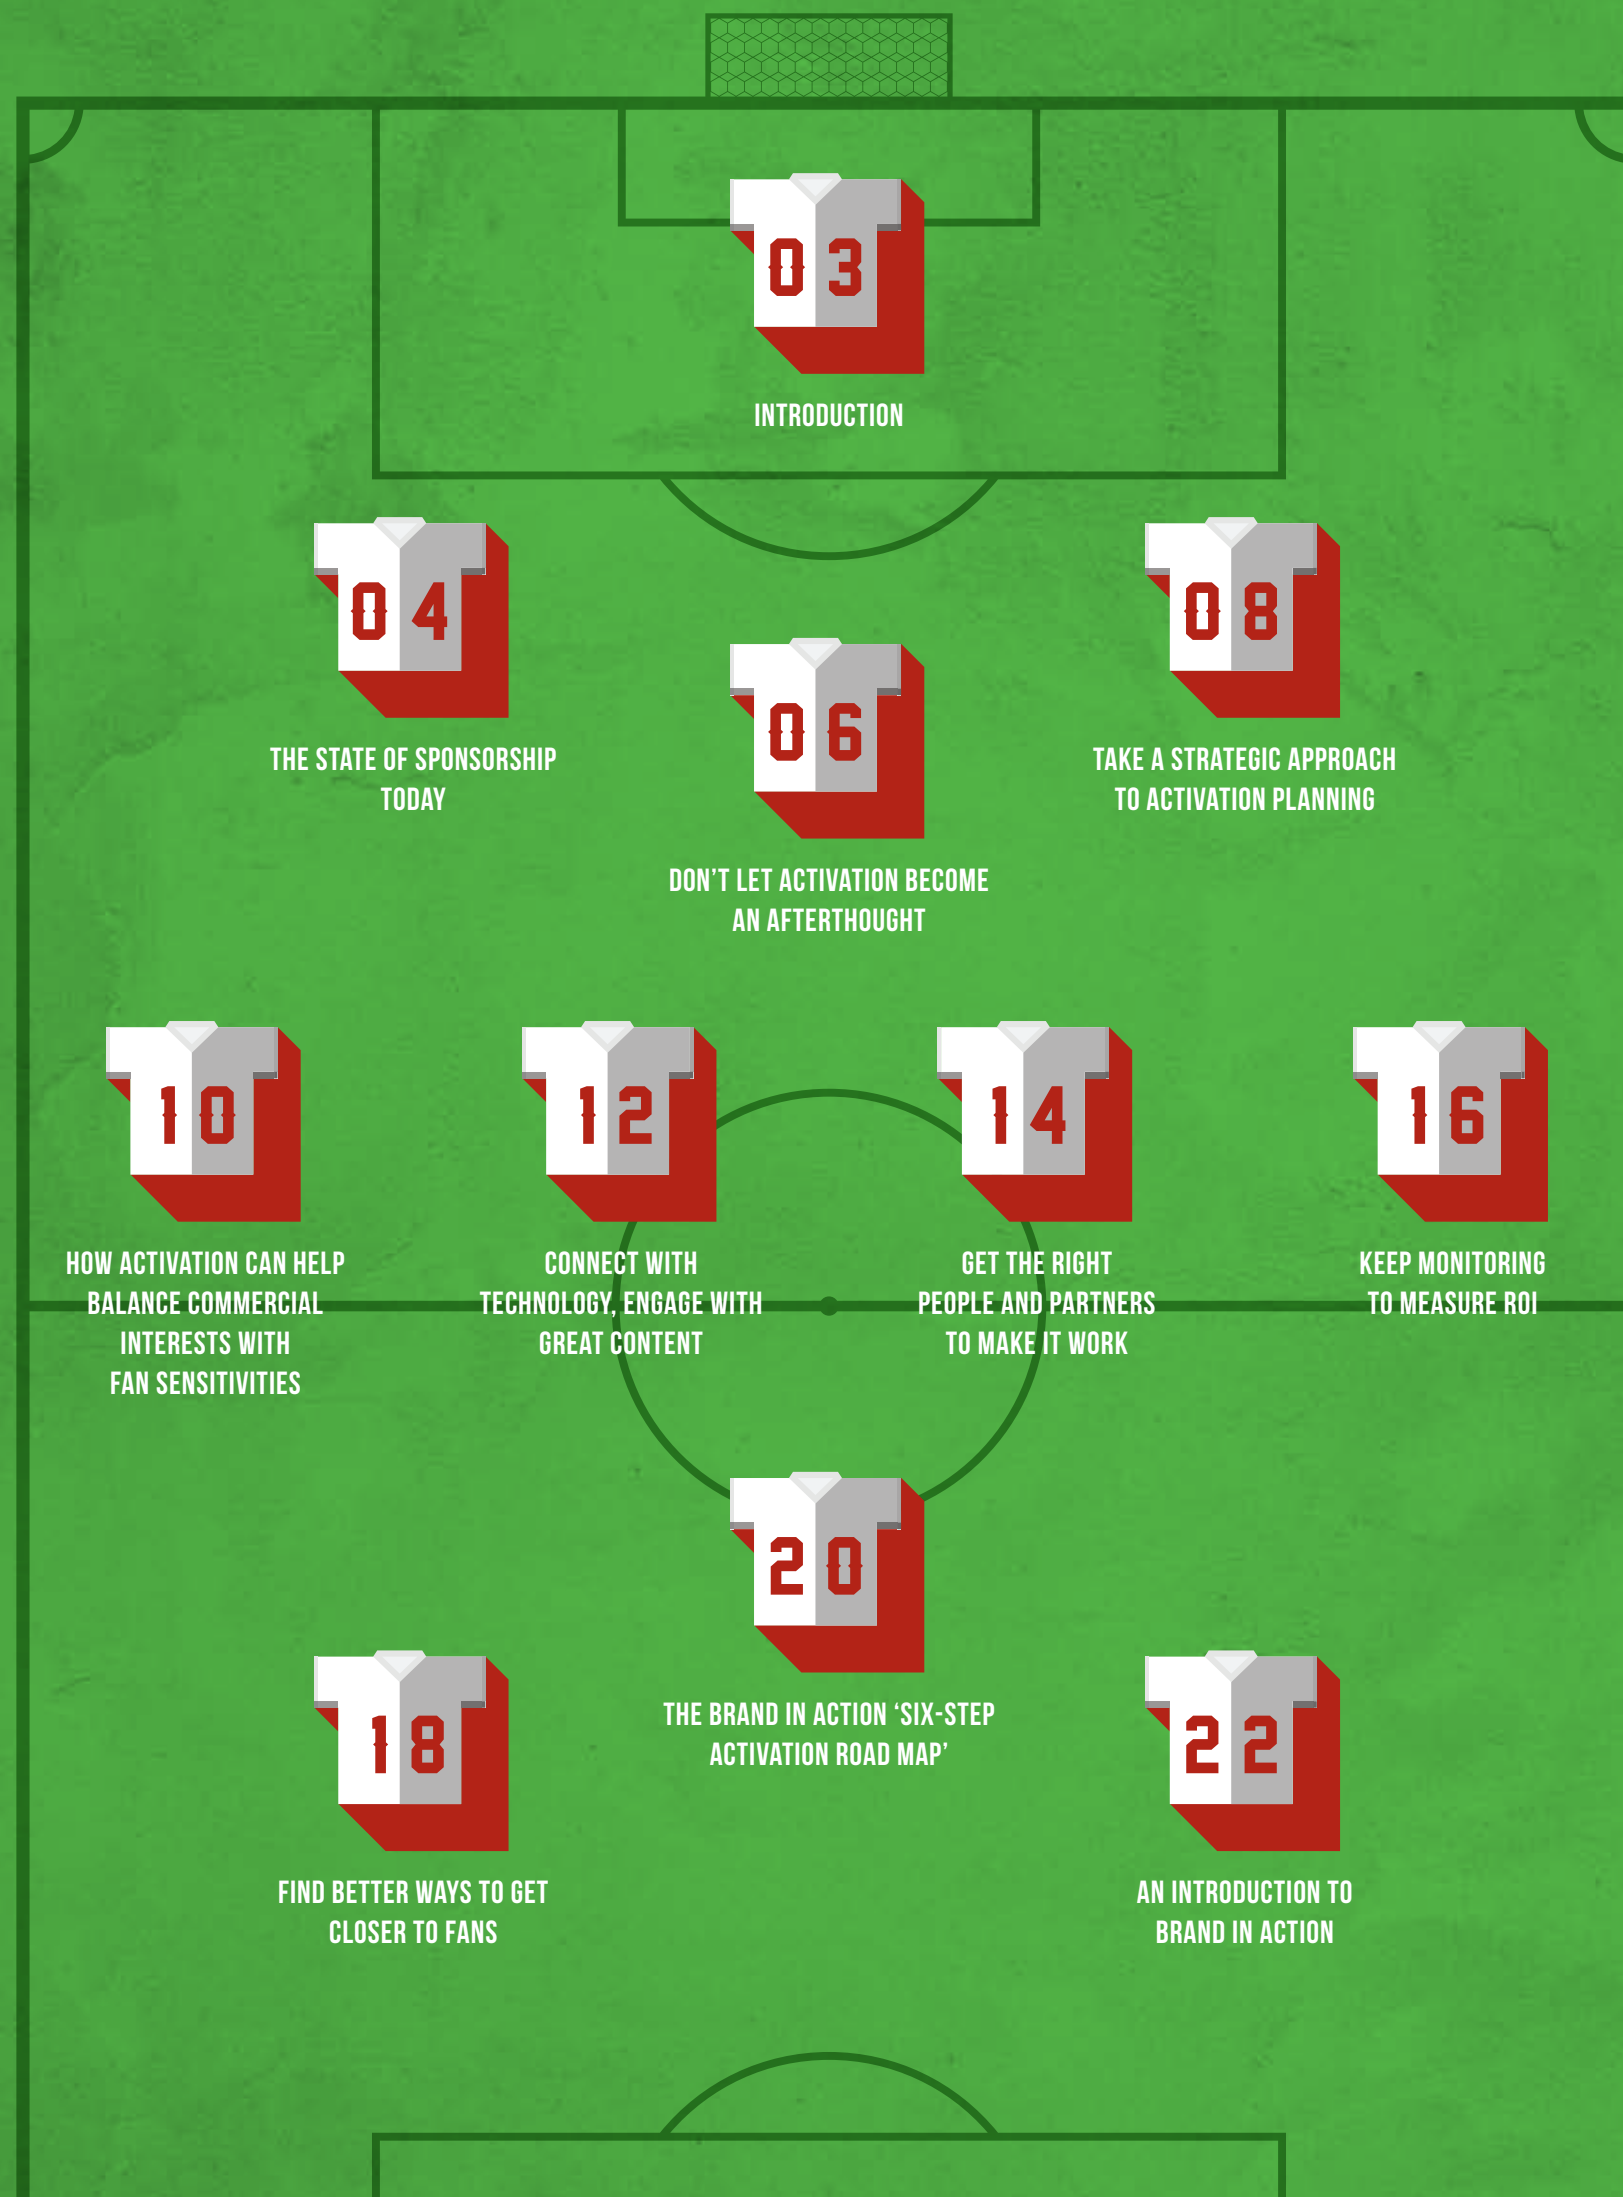 03
INTRODUCTION
04
THE STATE OF SPONSORSHIP
TODAY
06
DON’T LET ACTIVATION BECOME
AN AFTERTHOUGHT
08
TAKE A STRATEGIC APPROACH
TO ACTIVATION PLANNING
10
HOW ACTIVATION CAN HELP
BALANCE COMMERCIAL
INTERESTS WITH
FAN SENSITIVITIES
12
CONNECT WITH
TECHNOLOGY, ENGAGE WITH
GREAT CONTENT
14
GET THE RIGHT
PEOPLE AND PARTNERS
TO MAKE IT WORK
16
KEEP MONITORING
TO MEASURE ROI
18
FIND BETTER WAYS TO GET
CLOSER TO FANS
20
THE BRAND IN ACTION ‘SIX-STEP
ACTIVATION ROAD MAP’
22
AN INTRODUCTION TO
BRAND IN ACTION